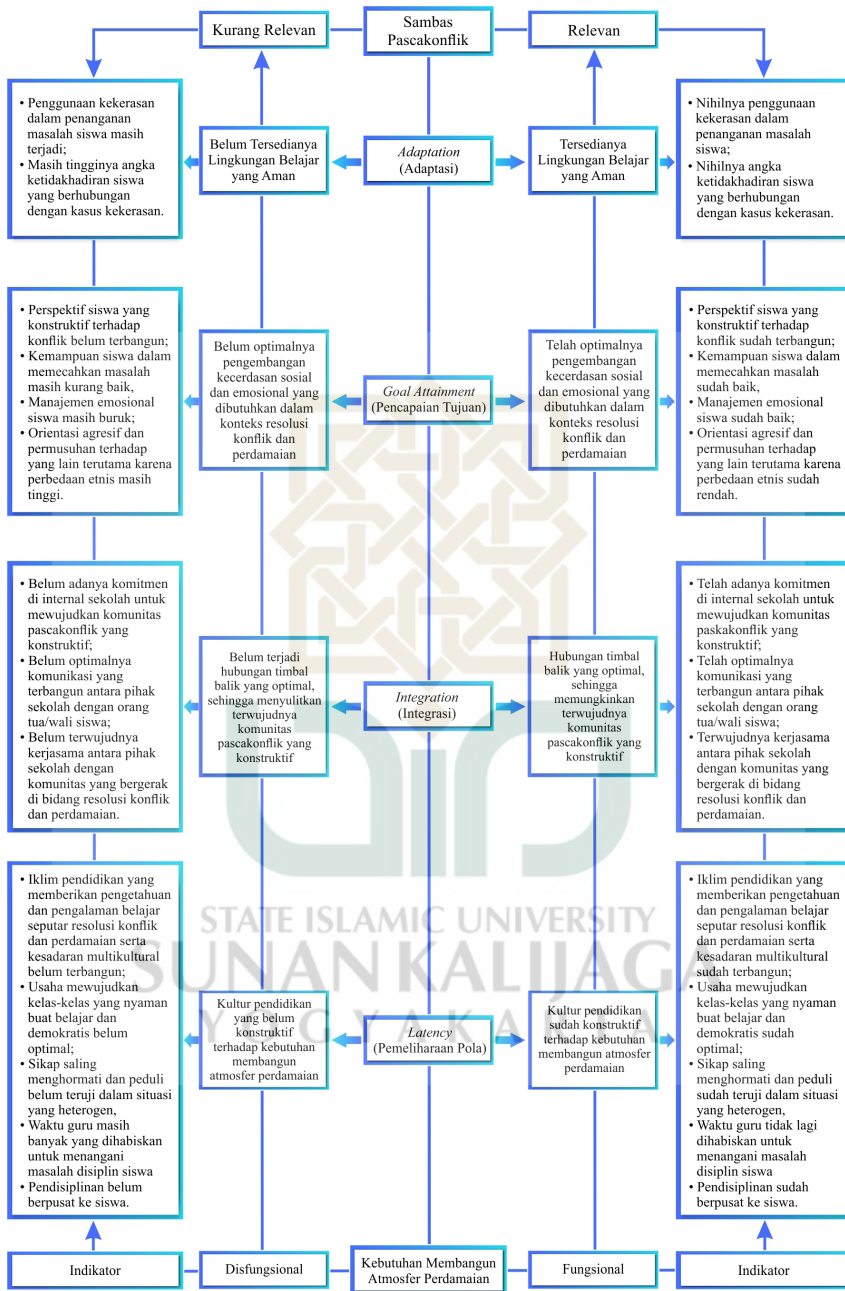 Kurang Relevan
Sambas
Pascakonflik
Relevan
• Penggunaan kekerasan
dalam penanganan
masalah siswa masih
terjadi;
• Masih tingginya angka
ketidakhadiran siswa
yang berhubungan
dengan kasus kekerasan.
Belum Tersedianya
Lingkungan Belajar
yang Aman
Adaptation
(Adaptasi)
Tersedianya
Lingkungan Belajar
yang Aman
• Nihilnya penggunaan
kekerasan dalam
penanganan masalah
siswa;
• Nihilnya angka
ketidakhadiran siswa
yang berhubungan
dengan kasus kekerasan.
• Perspektif siswa yang
konstruktif terhadap
konflik belum terbangun;
• Kemampuan siswa dalam
memecahkan masalah
masih kurang baik,
• Manajemen emosional
siswa masih buruk;
• Orientasi agresif dan
permusuhan terhadap
yang lain terutama karena
perbedaan etnis masih
tinggi.
Belum optimalnya
pengembangan
kecerdasan sosial
dan emosional yang
dibutuhkan dalam
konteks resolusi
konflik dan
perdamaian
Goal Attainment
(Pencapaian Tujuan)
Telah optimalnya
pengembangan
kecerdasan sosial
dan emosional yang
dibutuhkan dalam
konteks resolusi
konflik dan
perdamaian
• Perspektif siswa yang
konstruktif terhadap
konflik sudah terbangun;
• Kemampuan siswa dalam
memecahkan masalah
sudah baik,
• Manajemen emosional
siswa sudah baik;
• Orientasi agresif dan
permusuhan terhadap
yang lain terutama karena
perbedaan etnis sudah
rendah.
• Belum adanya komitmen
di internal sekolah untuk
mewujudkan komunitas
pascakonflik yang
konstruktif;
• Belum optimalnya
komunikasi yang
terbangun antara pihak
sekolah dengan orang
tua/wali siswa;
• Belum terwujudnya
kerjasama antara pihak
sekolah dengan
komunitas yang bergerak
di bidang resolusi konflik
dan perdamaian.
Belum terjadi
hubungan timbal
balik yang optimal,
sehingga menyulitkan
terwujudnya
komunitas
pascakonflik yang
konstruktif
Integration
(Integrasi)
Hubungan timbal
balik yang optimal,
sehingga
memungkinkan
terwujudnya
komunitas
pascakonflik yang
konstruktif
• Telah adanya komitmen
di internal sekolah untuk
mewujudkan komunitas
paskakonflik yang
konstruktif;
• Telah optimalnya
komunikasi yang
terbangun antara pihak
sekolah dengan orang
tua/wali siswa;
• Terwujudnya kerjasama
antara pihak sekolah
dengan komunitas yang
bergerak di bidang
resolusi konflik dan
perdamaian.
• Iklim pendidikan yang
memberikan pengetahuan
dan pengalaman belajar
seputar resolusi konflik
dan perdamaian serta
kesadaran multikultural
belum terbangun;
• Usaha mewujudkan
kelas-kelas yang nyaman
buat belajar dan
demokratis belum
optimal;
• Sikap saling
menghormati dan peduli
belum teruji dalam situasi
yang heterogen,
• Waktu guru masih
banyak yang dihabiskan
untuk menangani
masalah disiplin siswa
• Pendisiplinan belum
berpusat ke siswa.
Kultur pendidikan
yang belum
konstruktif
terhadap kebutuhan
membangun
atmosfer perdamaian
Latency
(Pemeliharaan Pola)
Kultur pendidikan
sudah konstruktif
terhadap kebutuhan
membangun atmosfer
perdamaian
• Iklim pendidikan yang
memberikan pengetahuan
dan pengalaman belajar
seputar resolusi konflik
dan perdamaian serta
kesadaran multikultural
sudah terbangun;
• Usaha mewujudkan
kelas-kelas yang nyaman
buat belajar dan
demokratis sudah
optimal;
• Sikap saling
menghormati dan peduli
sudah teruji dalam situasi
yang heterogen,
• Waktu guru tidak lagi
dihabiskan untuk
menangani masalah
disiplin siswa
• Pendisiplinan sudah
berpusat ke siswa.
STATE ISLAMIC UNIVERSITY
SUNAN KALIJAGA
YOGYAKARTA
Indikator
Disfungsional
Kebutuhan Membangun
Atmosfer Perdamaian
Fungsional
Indikator